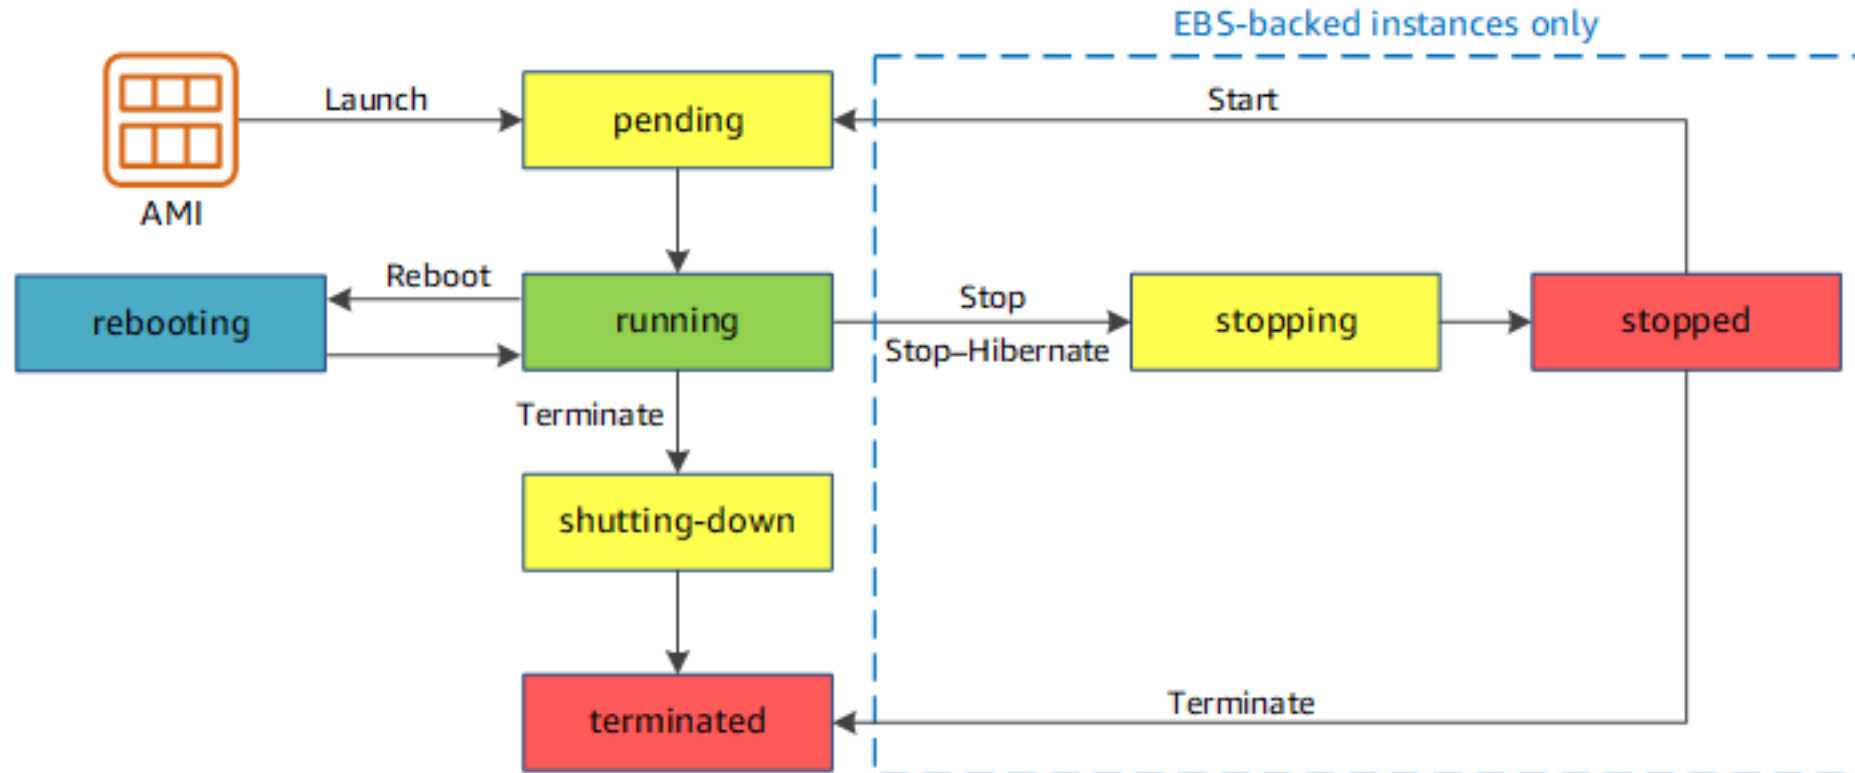 EBS-backed instances only
Launch
pending
Start
AMI
rebooting
Reboot
running
Stop
Stop–Hibernate
stopping
stopped
Terminate
shutting-down
terminated
Terminate